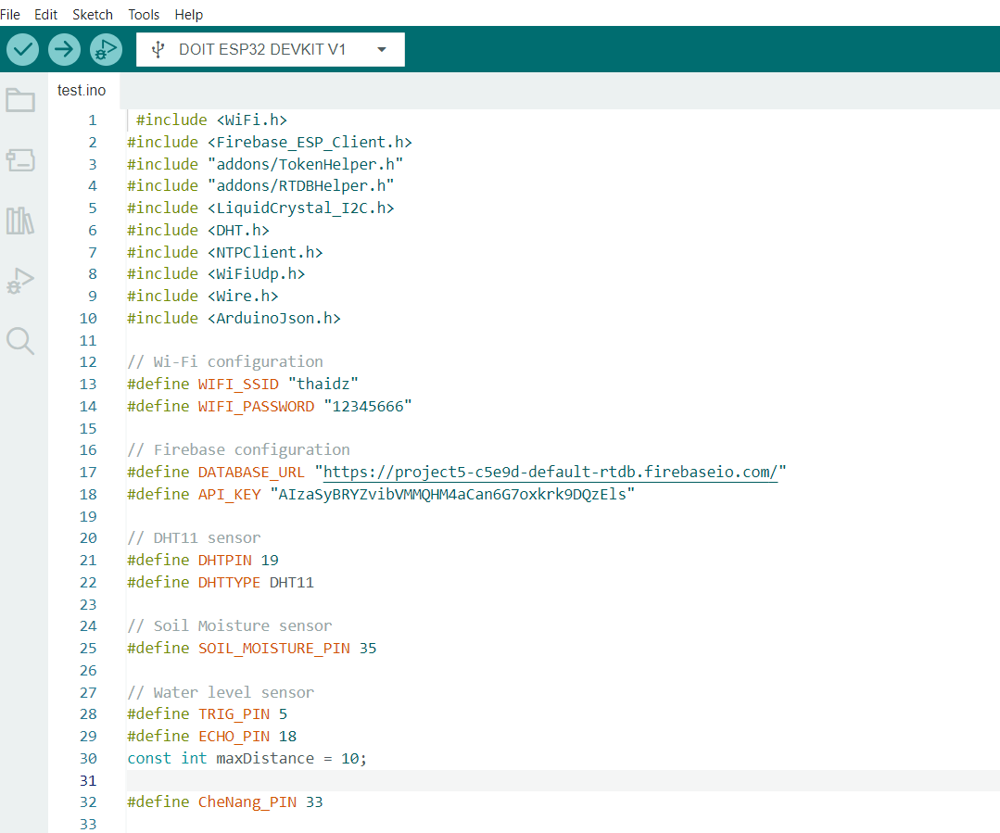 File Edit Sketch Tools Help
DOIT ESP32 DEVKIT V1
test.ino
1 #include <WiFi.h>
2 #include <Firebase_ESP_Client.h>
3 #include "addons/TokenHelper.h"
4 #include "addons/RTDBHelper.h"
5 #include <LiquidCrystal_I2C.h>
6 #include <DHT.h>
7 #include <NTPClient.h>
8 #include <WiFiUdp.h>
9 #include <Wire.h>
10 #include <ArduinoJson.h>
11
12 // Wi-Fi configuration
13 #define WIFI_SSID "thaidz"
14 #define WIFI_PASSWORD "12345666"
15
16 // Firebase configuration
17 #define DATABASE_URL "https://project5-c5e9d-default-rtdb.firebaseio.com/"
18 #define API_KEY "AIzaSyBRYZvibVMMQHM4aCan6G7oxkrk9DQzEls"
19
20 // DHT11 sensor
21 #define DHTPIN 19
22 #define DHTTYPE DHT11
23
24 // Soil Moisture sensor
25 #define SOIL_MOISTURE_PIN 35
26
27 // Water level sensor
28 #define TRIG_PIN 5
29 #define ECHO_PIN 18
30 const int maxDistance = 10;
31
32 #define CheNang_PIN 33
33